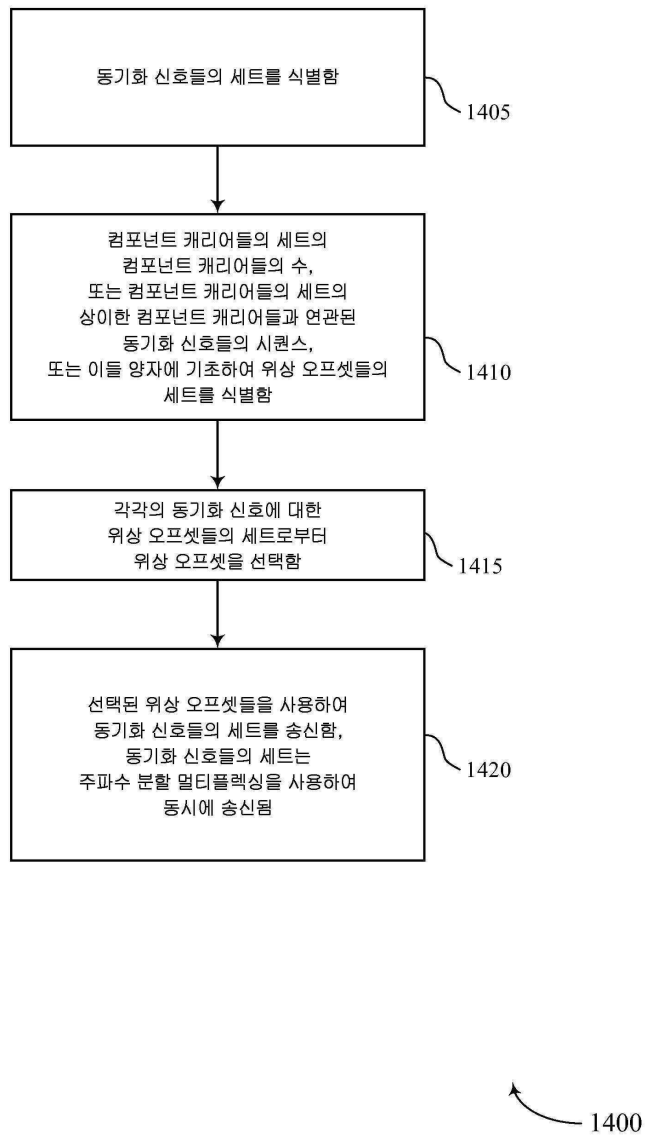 동기화 신호들의 세트를 식별함
1405
컴포넌트 캐리어들의 세트의
컴포넌트 캐리어들의 수,
또는 컴포넌트 캐리어들의 세트의
상이한 컴포넌트 캐리어들과 연관된
동기화 신호들의 시퀀스,
또는 이들 양자에 기초하여 위상 오프셋들의
세트를 식별함
1410
각각의 동기화 신호에 대한
위상 오프셋들의 세트로부터
위상 오프셋을 선택함
1415
선택된 위상 오프셋들을 사용하여
동기화 신호들의 세트를 송신함,
동기화 신호들의 세트는
주파수 분할 멀티플렉싱을 사용하여
동시에 송신됨
1420
1400